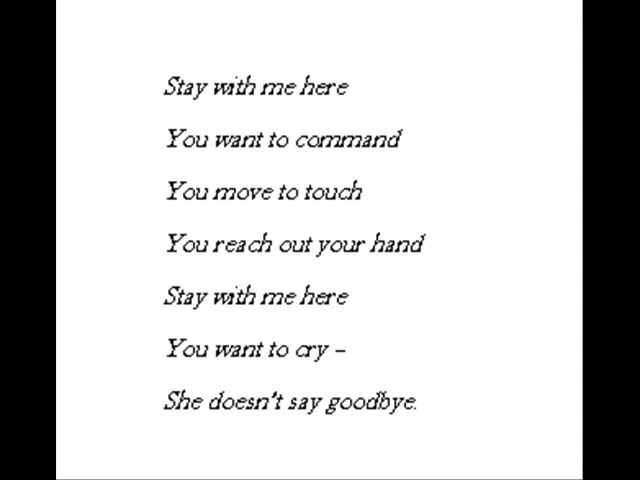 Stay with me here
You want to command
You move to touch
You reach out your hand
Stay with me here
You want to cry –
She doesn't say goodbye.